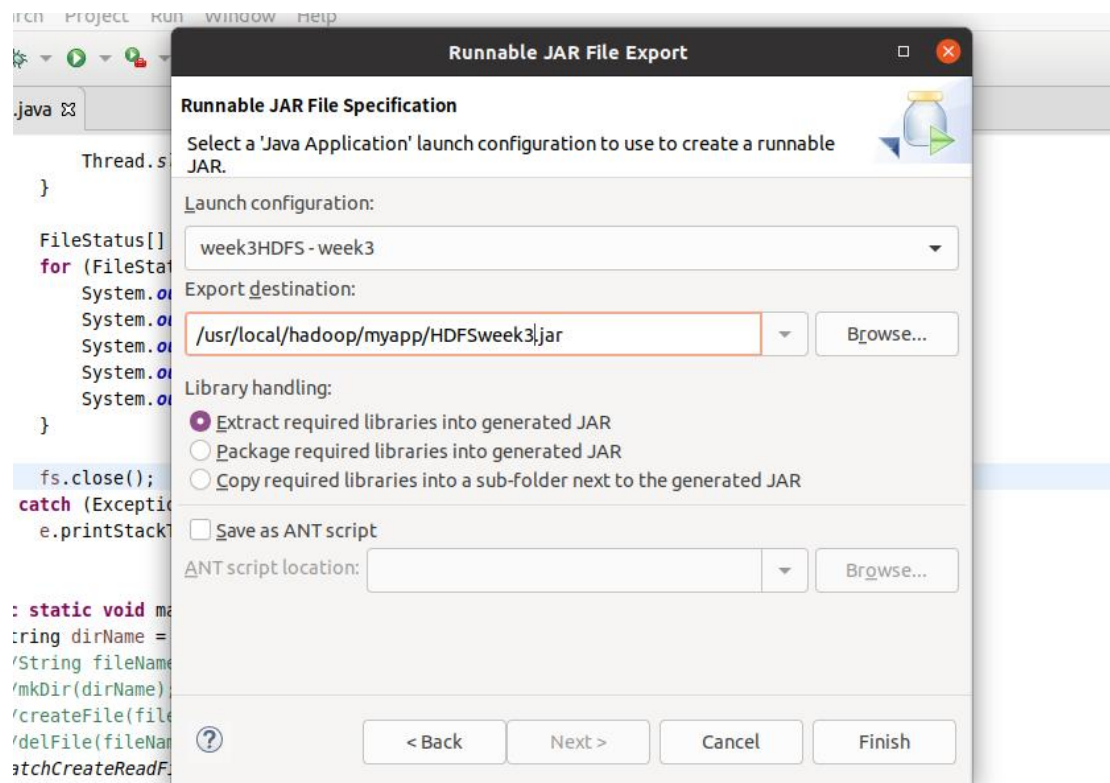 Project Run Window Help
Runnable JAR File Export
.java
Runnable JAR File Specification
Select a 'Java Application' launch configuration to use to create a runnable
JAR.
Thread.s
}
Launch configuration:
FileStatus[]
week3HDFS - week3
for (FileStat
Export destination:
System.o
System.o
/usr/local/hadoop/myapp/HDFSweek3.jar
Browse...
System.o
System.o
System.o
Library handling:
}
Extract required libraries into generated JAR
Package required libraries into generated JAR
fs.close();
Copy required libraries into a sub-folder next to the generated JAR
catch (Exceptio
e.printStackT
Save as ANT script
ANT script location:
Browse...
static void ma
tring dirName =
/String fileName
/mkDir(dirName);
/createFile(file
/delFile(fileNam
atchCreateReadFi
?
< Back
Next >
Cancel
Finish